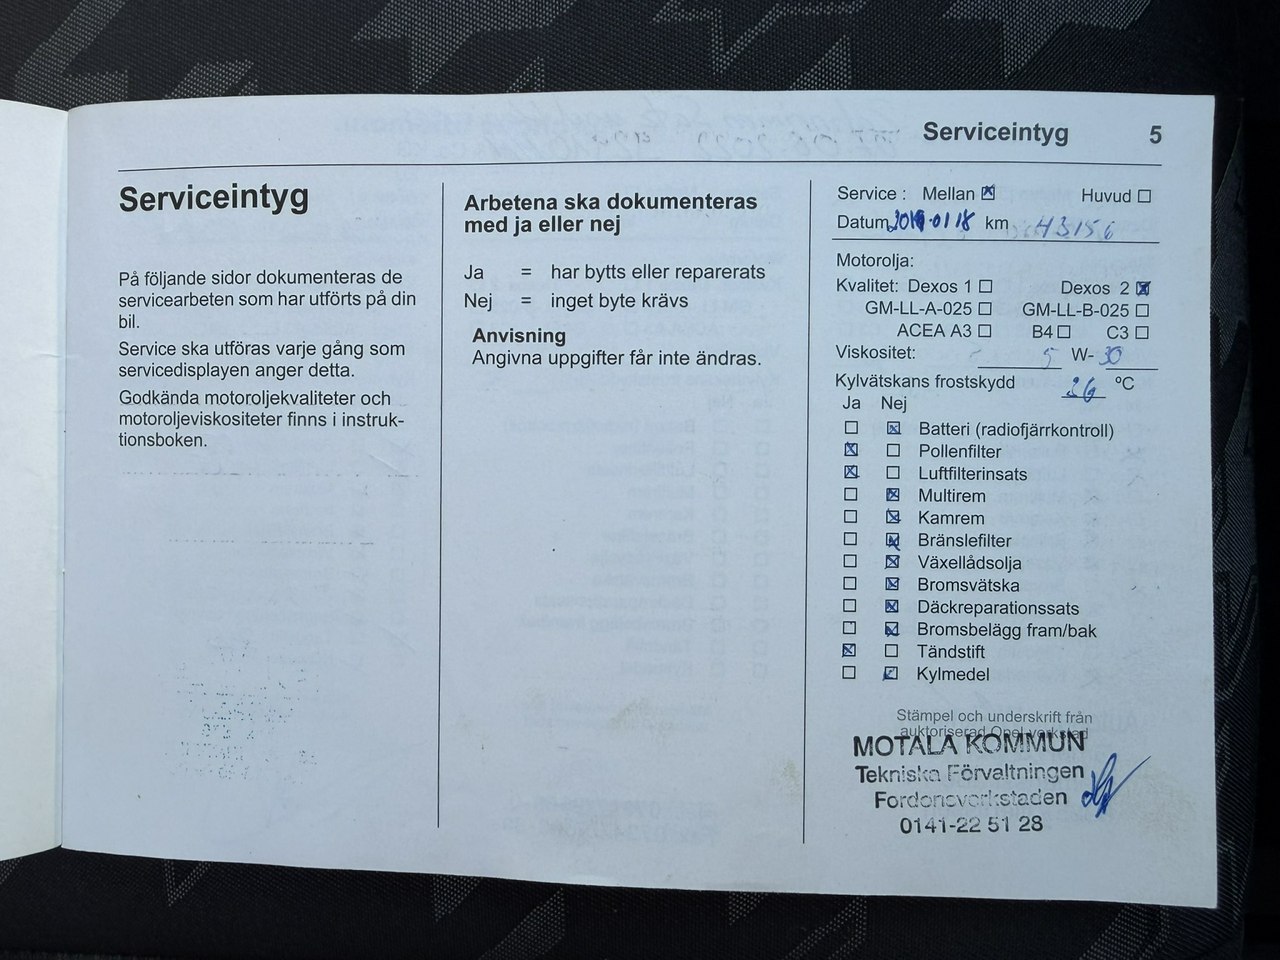 Serviceintyg 5
Serviceintyg
På följande sidor dokumenteras de
servicearbeten som har utförts på din
bil.
Service ska utföras varje gång som
servicedisplayen anger detta.
Godkända motoroljekvaliteter och
motoroljeviskositeter finns i instruk-
tionsboken.
Arbetena ska dokumenteras
med ja eller nej
Ja = har bytts eller reparerats
Nej = inget byte krävs
Anvisning
Angivna uppgifter får inte ändras.
Service : Mellan ☒ Huvud ☐
Datum 2019-01 18 km 43156
Motorolja:
Kvalitet: Dexos 1 ☐ Dexos 2 ☒
GM-LL-A-025 ☐ GM-LL-B-025 ☐
ACEA A3 ☐ B4 ☐ C3 ☐
Viskositet: 5 W- 30
Kylvätskans frostskydd 36 °C
Ja Nej
☐ ☒ Batteri (radiofjärrkontroll)
☒ ☐ Pollenfilter
☒ ☐ Luftfilterinsats
☐ ☒ Multirem
☐ ☒ Kamrem
☐ ☒ Bränslefilter
☐ ☒ Växellådsolja
☐ ☒ Bromsvätska
☐ ☒ Däckreparationssats
☐ ☒ Bromsbelägg fram/bak
☒ ☐ Tändstift
☐ ☒ Kylmedel
Stämpel och underskrift från
auktoriserad Opel verkstad
MOTALA KOMMUN
Tekniska Förvaltningen
Fordonsverkstaden
0141-22 51 28